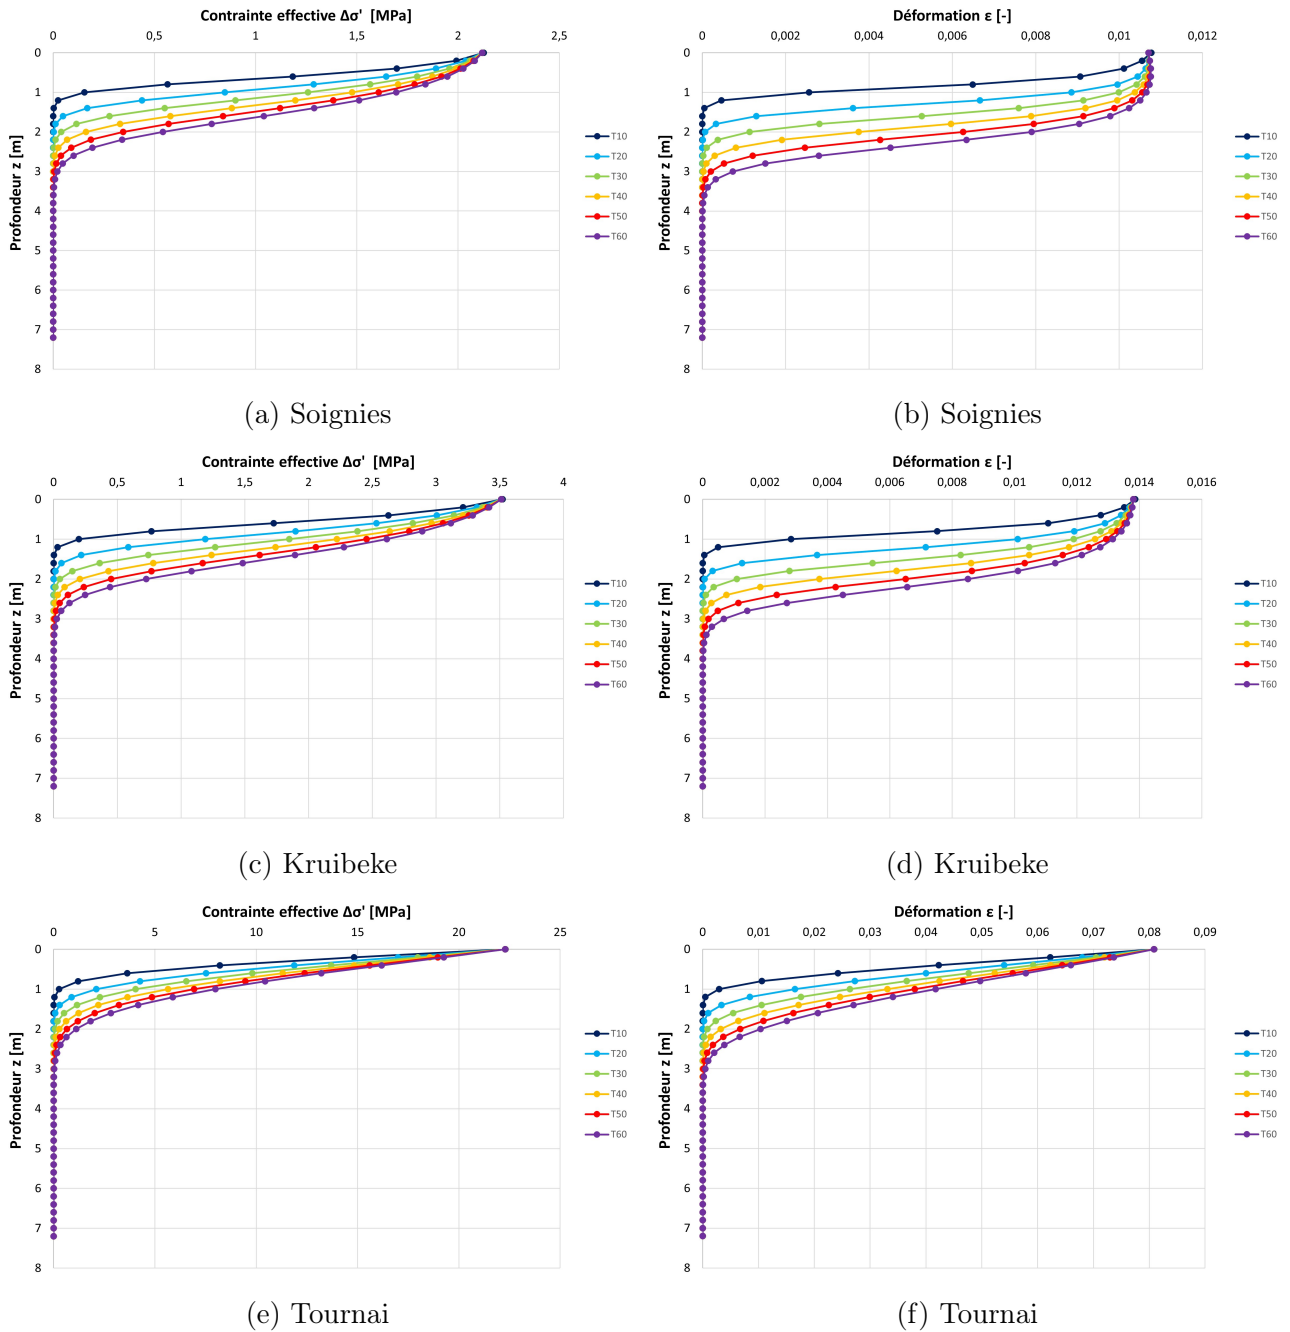 Contrainte effective Δσ' [MPa]
0 0,5 1 1,5 2 2,5
Profondeur z [m]
0
1
2
3
4
5
6
7
8
T10
T20
T30
T40
T50
T60
(a) Soignies
Déformation ε [-]
0 0,002 0,004 0,006 0,008 0,01 0,012
Profondeur z [m]
0
1
2
3
4
5
6
7
8
T10
T20
T30
T40
T50
T60
(b) Soignies
Contrainte effective Δσ' [MPa]
0 0,5 1 1,5 2 2,5 3 3,5 4
Profondeur z [m]
0
1
2
3
4
5
6
7
8
T10
T20
T30
T40
T50
T60
(c) Kruibeke
Déformation ε [-]
0 0,002 0,004 0,006 0,008 0,01 0,012 0,014 0,016
Profondeur z [m]
0
1
2
3
4
5
6
7
8
T10
T20
T30
T40
T50
T60
(d) Kruibeke
Contrainte effective Δσ' [MPa]
0 5 10 15 20 25
Profondeur z [m]
0
1
2
3
4
5
6
7
8
T10
T20
T30
T40
T50
T60
(e) Tournai
Déformation ε [-]
0 0,01 0,02 0,03 0,04 0,05 0,06 0,07 0,08 0,09
Profondeur z [m]
0
1
2
3
4
5
6
7
8
T10
T20
T30
T40
T50
T60
(f) Tournai